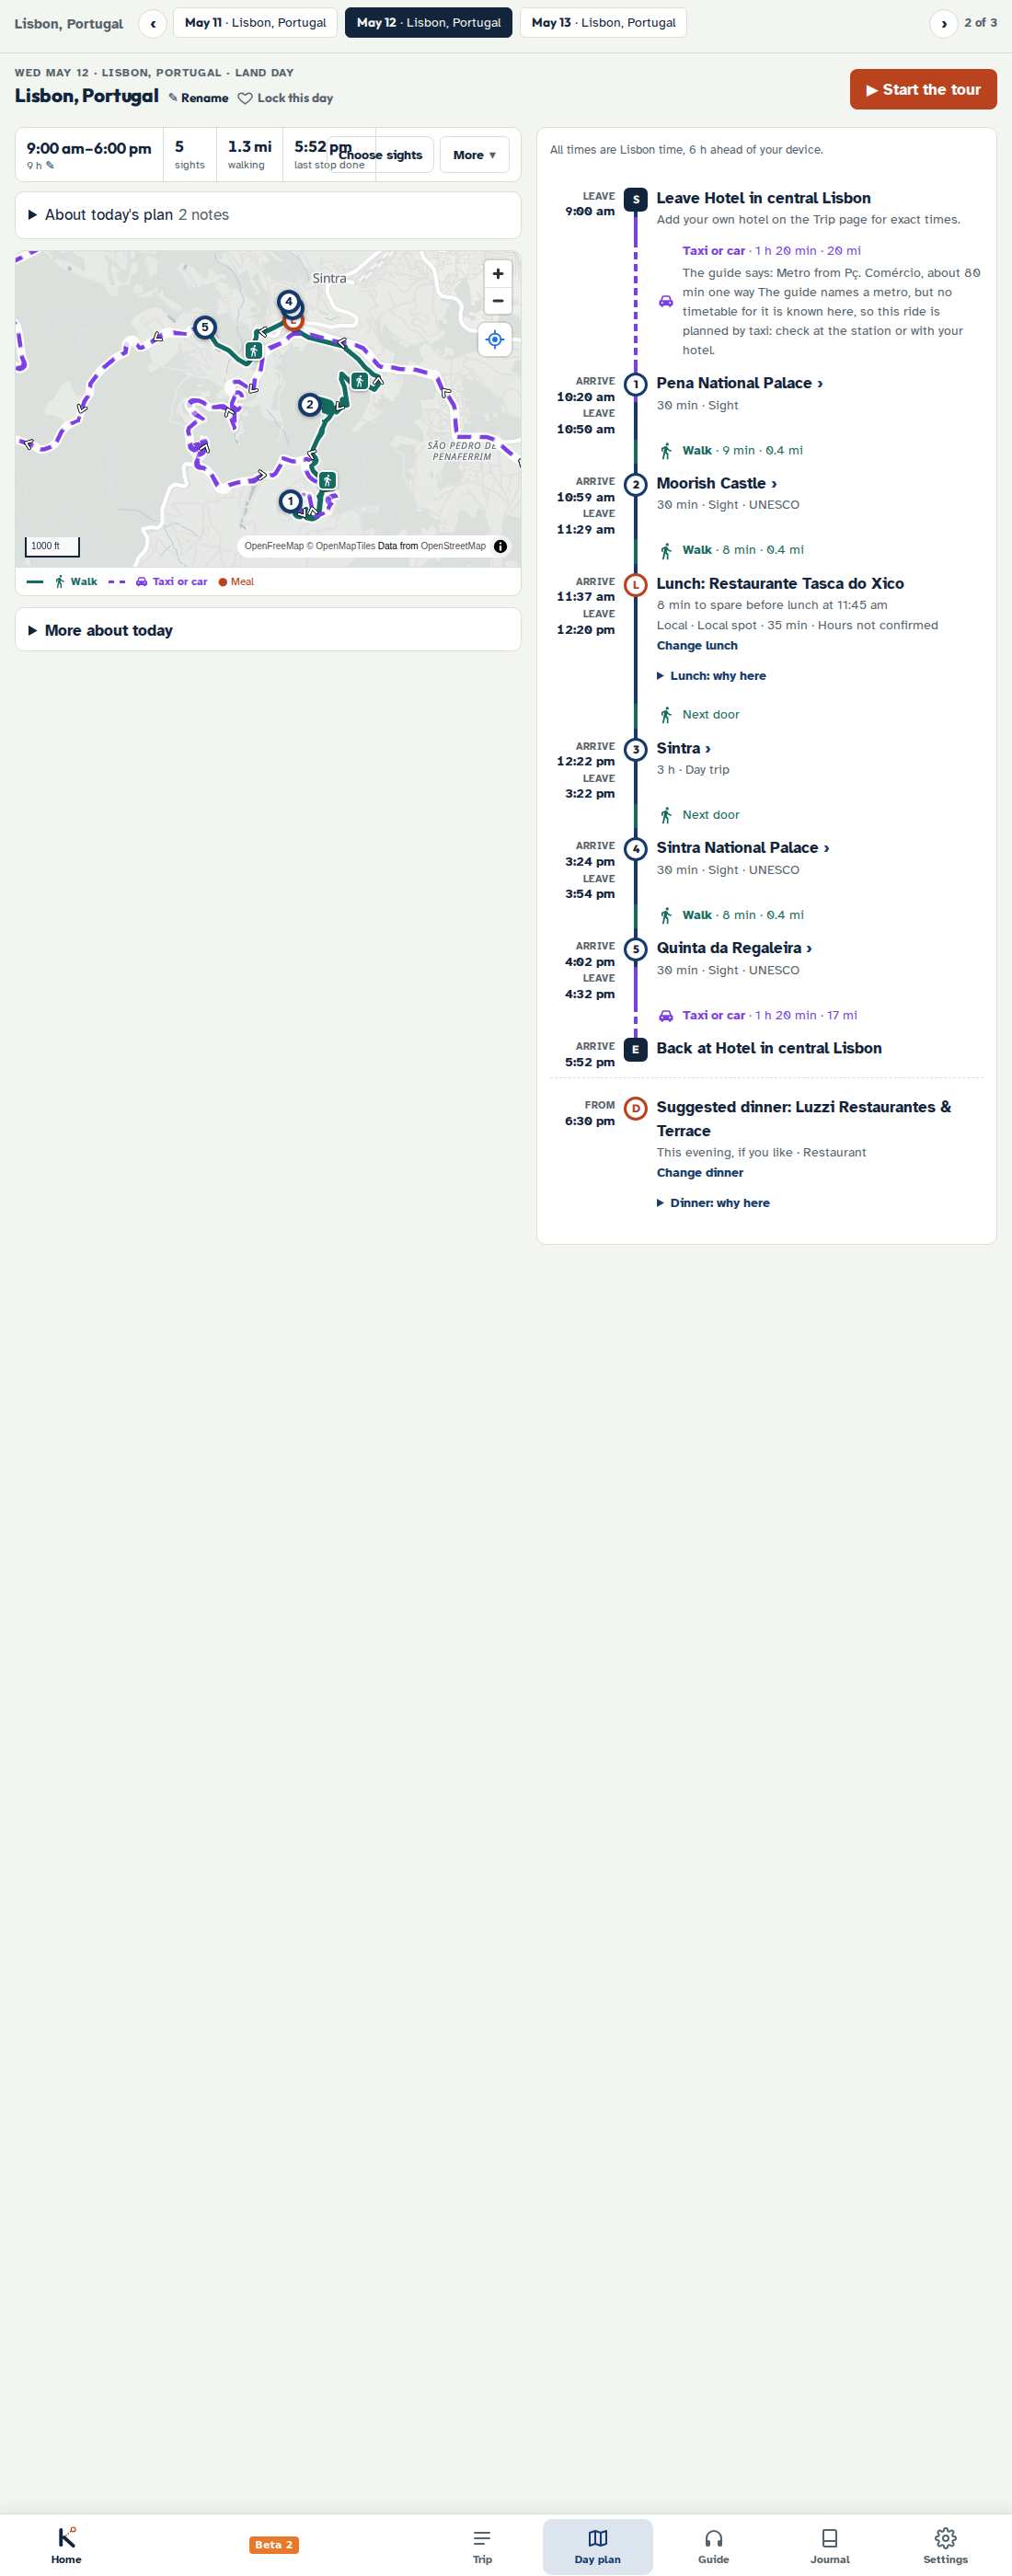 Lisbon, Portugal
‹
May 11 · Lisbon, Portugal
May 12 · Lisbon, Portugal
May 13 · Lisbon, Portugal
›
2 of 3
WED MAY 12 · LISBON, PORTUGAL · LAND DAY
Lisbon, Portugal ✎ Rename Lock this day
▶ Start the tour
9:00 am–6:00 pm
9 h ✎
5
sights
1.3 mi
walking
5:52 pm
last stop done
Choose sights
More ▾
▶ About today's plan 2 notes
Sintra
4
L
5
2
SÃO PEDRO DE
PENAFERRIM
1
+
−
1000 ft
OpenFreeMap © OpenMapTiles Data from OpenStreetMap
Walk
Taxi or car
Meal
▶ More about today
All times are Lisbon time, 6 h ahead of your device.
LEAVE
9:00 am
S
Leave Hotel in central Lisbon
Add your own hotel on the Trip page for exact times.
Taxi or car · 1 h 20 min · 20 mi
The guide says: Metro from Pç. Comércio, about 80
min one way The guide names a metro, but no
timetable for it is known here, so this ride is
planned by taxi: check at the station or with your
hotel.
ARRIVE
10:20 am
LEAVE
10:50 am
1
Pena National Palace ›
30 min · Sight
Walk · 9 min · 0.4 mi
ARRIVE
10:59 am
LEAVE
11:29 am
2
Moorish Castle ›
30 min · Sight · UNESCO
Walk · 8 min · 0.4 mi
ARRIVE
11:37 am
LEAVE
12:20 pm
L
Lunch: Restaurante Tasca do Xico
8 min to spare before lunch at 11:45 am
Local · Local spot · 35 min · Hours not confirmed
Change lunch
▶ Lunch: why here
Next door
ARRIVE
12:22 pm
LEAVE
3:22 pm
3
Sintra ›
3 h · Day trip
Next door
ARRIVE
3:24 pm
LEAVE
3:54 pm
4
Sintra National Palace ›
30 min · Sight · UNESCO
Walk · 8 min · 0.4 mi
ARRIVE
4:02 pm
LEAVE
4:32 pm
5
Quinta da Regaleira ›
30 min · Sight · UNESCO
Taxi or car · 1 h 20 min · 17 mi
ARRIVE
5:52 pm
E
Back at Hotel in central Lisbon
FROM
6:30 pm
D
Suggested dinner: Luzzi Restaurantes &
Terrace
This evening, if you like · Restaurant
Change dinner
▶ Dinner: why here
Home
Beta 2
Trip
Day plan
Guide
Journal
Settings